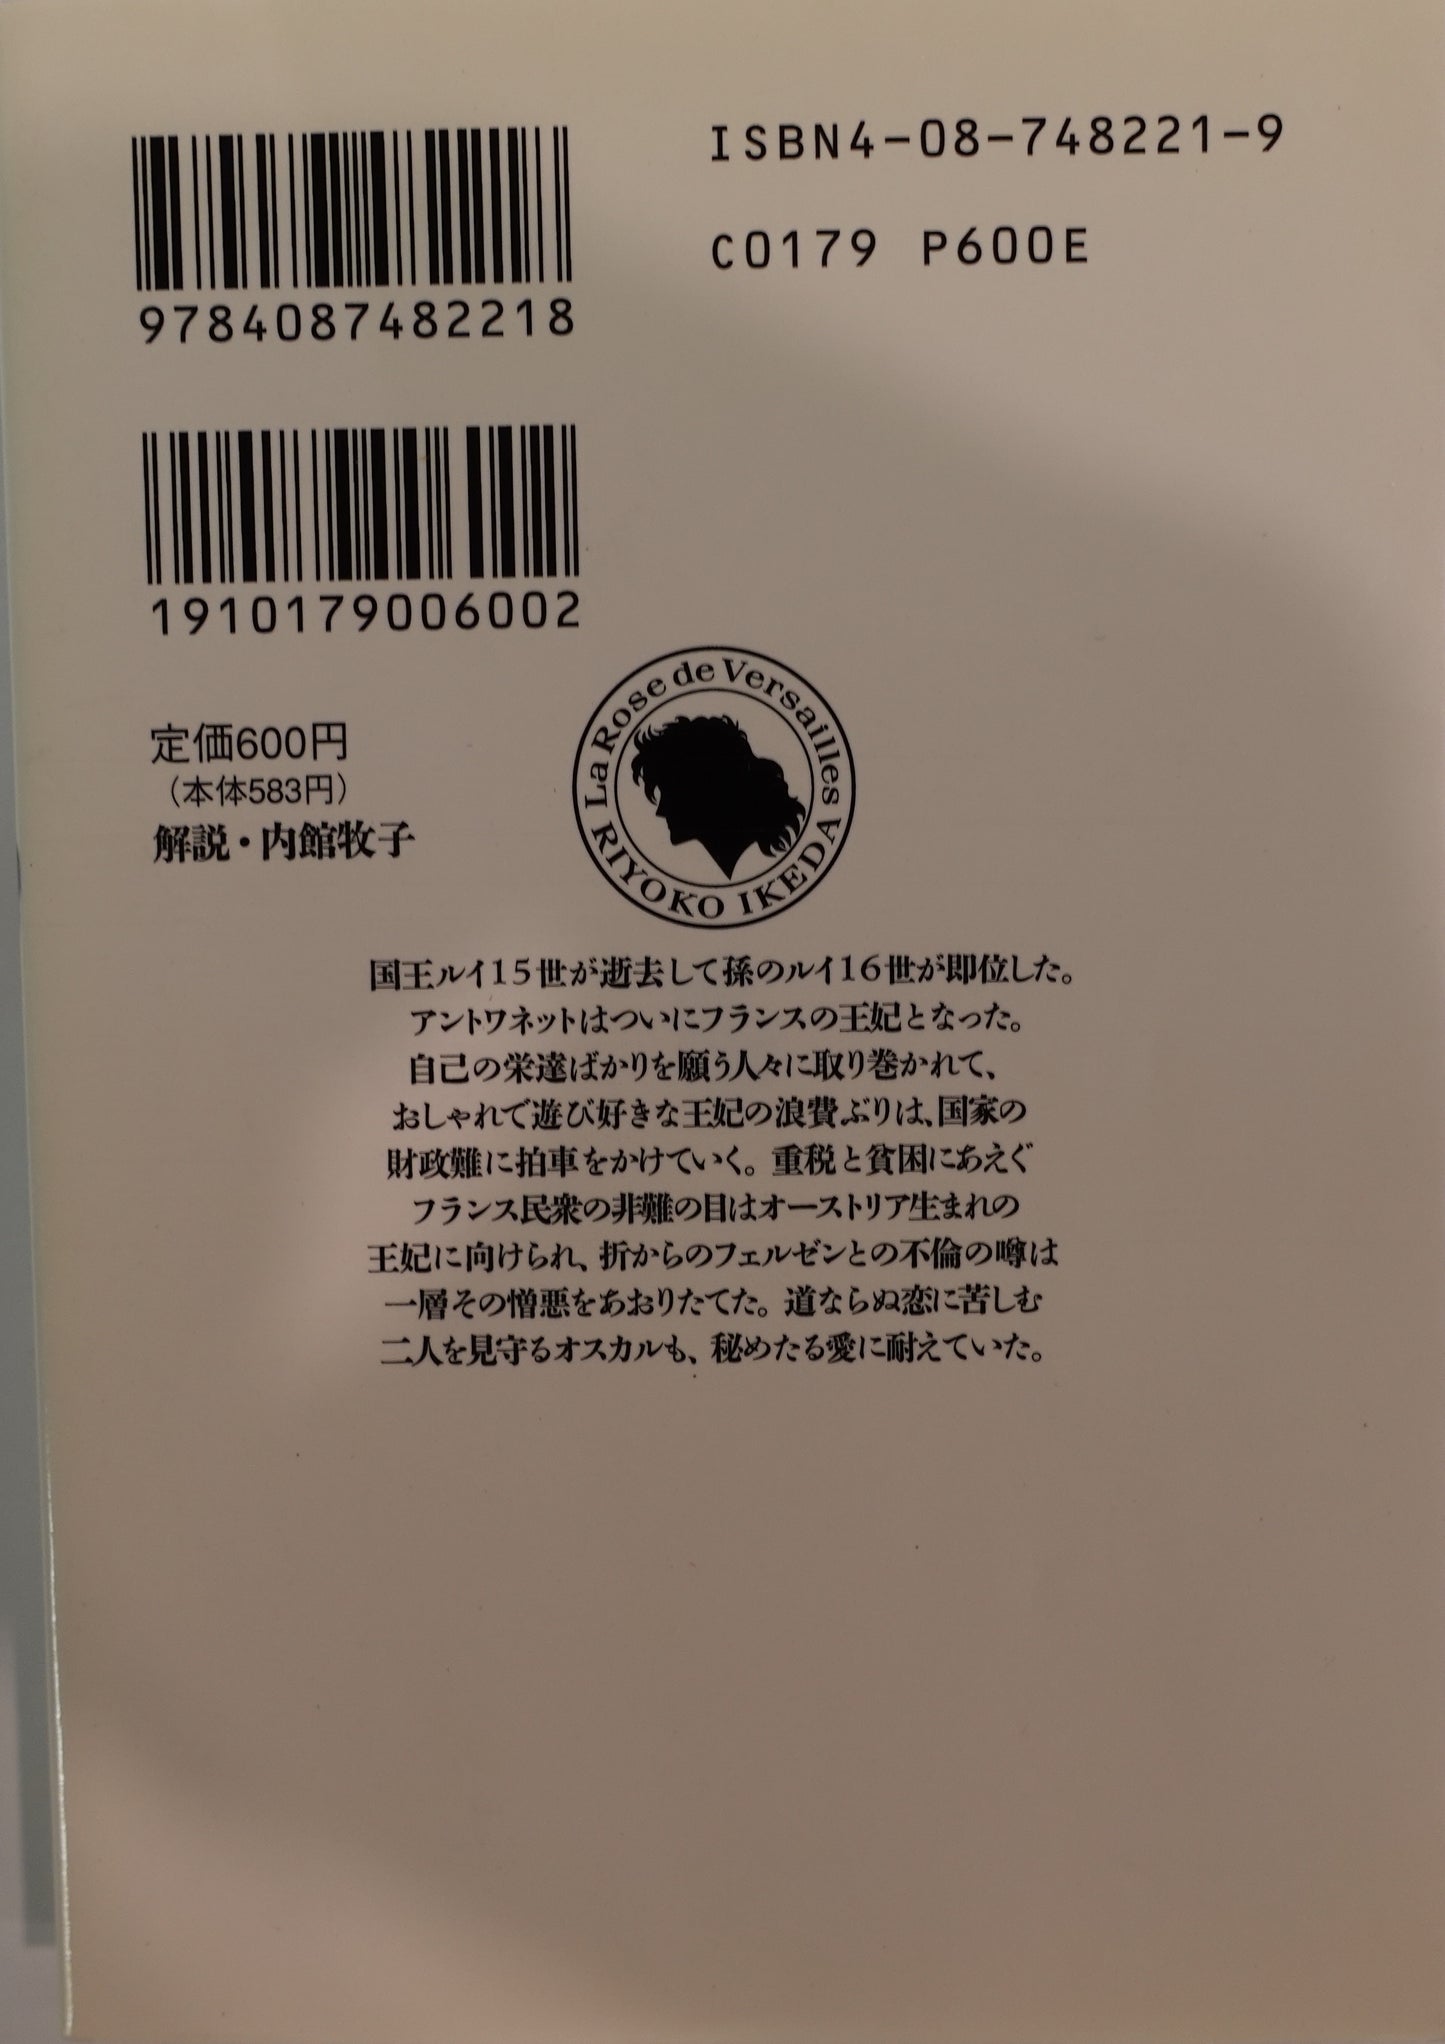 ISBN4-08-748221-9
C0179 P600E
9784087482218
1910179006002
定価600円
（本体583円）
解説・内館牧子
La Rose de Versailles
RIYOKO IKEDA
国王ルイ15世が逝去して孫のルイ16世が即位した。
アントワネットはついにフランスの王妃となった。
自己の栄達ばかりを願う人々に取り巻かれて、
おしゃれで遊び好きな王妃の浪費ぶりは、国家の
財政難に拍車をかけていく。重税と貧困にあえぐ
フランス民衆の非難の目はオーストリア生まれの
王妃に向けられ、折からのフェルゼンとの不倫の噂は
一層その憎悪をあおりたてた。道ならぬ恋に苦しむ
二人を見守るオスカルも、秘めたる愛に耐えていた。